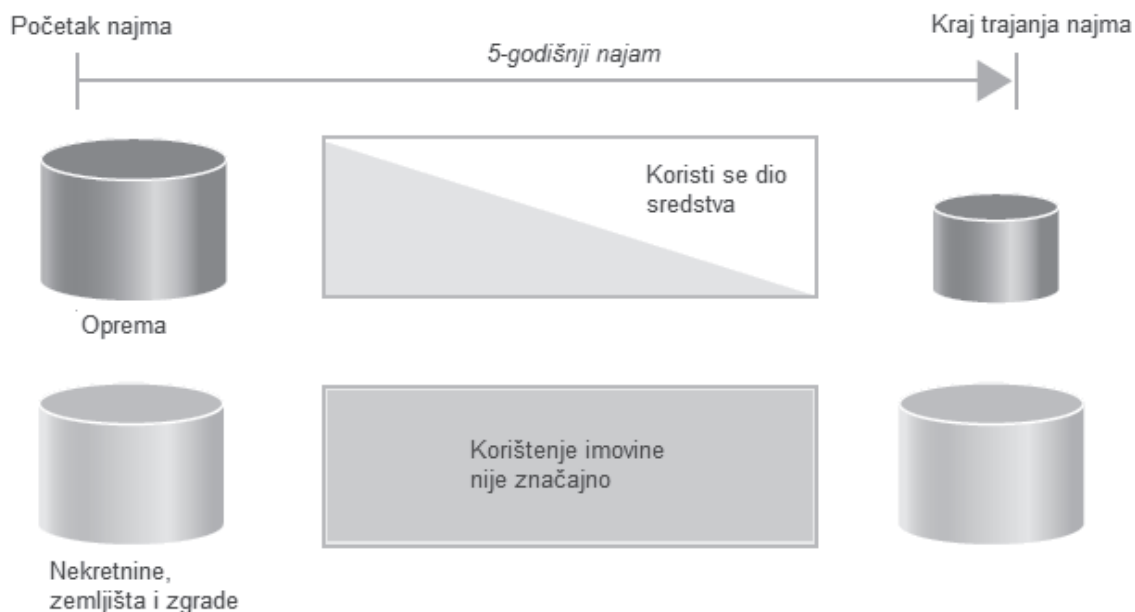 Početak najma
Kraj trajanja najma
5-godišnji najam
Koristi se dio
sredstva
Oprema
Korištenje imovine
nije značajno
Nekretnine,
zemljišta i zgrade